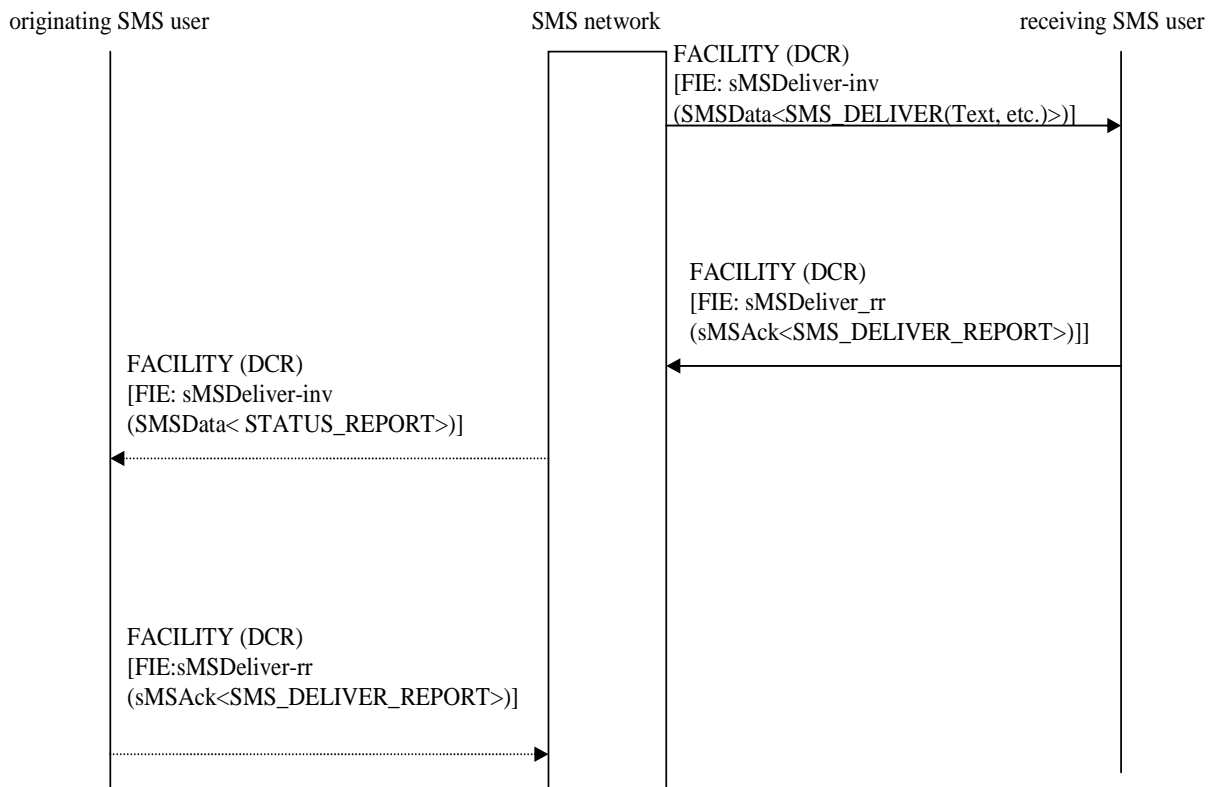 originating SMS user
SMS network
receiving SMS user
FACILITY (DCR)
[FIE: sMSDeliver-inv
(SMSData<SMS_DELIVER(Text, etc.)>)]
FACILITY (DCR)
[FIE: sMSDeliver_rr
(sMSAck<SMS_DELIVER_REPORT>)]]
FACILITY (DCR)
[FIE: sMSDeliver-inv
(SMSData< STATUS_REPORT>)]
FACILITY (DCR)
[FIE:sMSDeliver-rr
(sMSAck<SMS_DELIVER_REPORT>)]